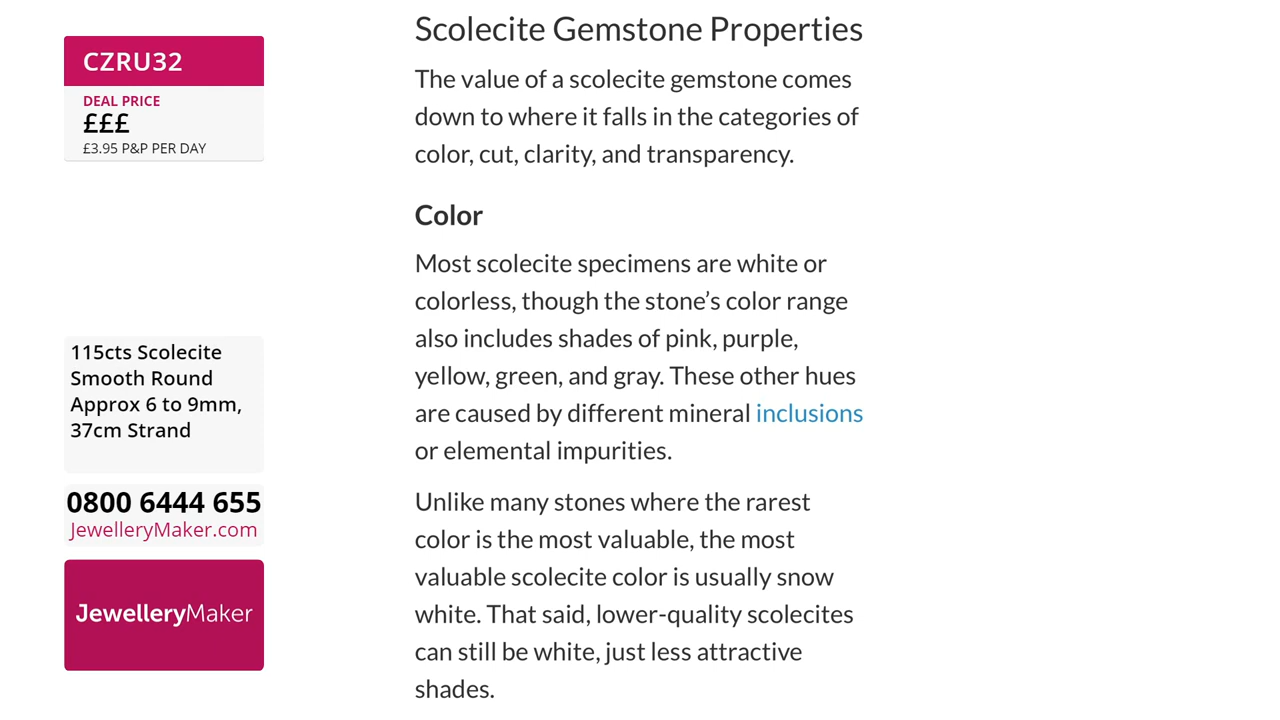 CZRU32
DEAL PRICE
£££
£3.95 P&P PER DAY
115cts Scolecite
Smooth Round
Approx 6 to 9mm,
37cm Strand
0800 6444 655
JewelleryMaker.com
JewelleryMaker
Scolecite Gemstone Properties
The value of a scolecite gemstone comes
down to where it falls in the categories of
color, cut, clarity, and transparency.
Color
Most scolecite specimens are white or
colorless, though the stone’s color range
also includes shades of pink, purple,
yellow, green, and gray. These other hues
are caused by different mineral inclusions
or elemental impurities.
Unlike many stones where the rarest
color is the most valuable, the most
valuable scolecite color is usually snow
white. That said, lower-quality scolecites
can still be white, just less attractive
shades.